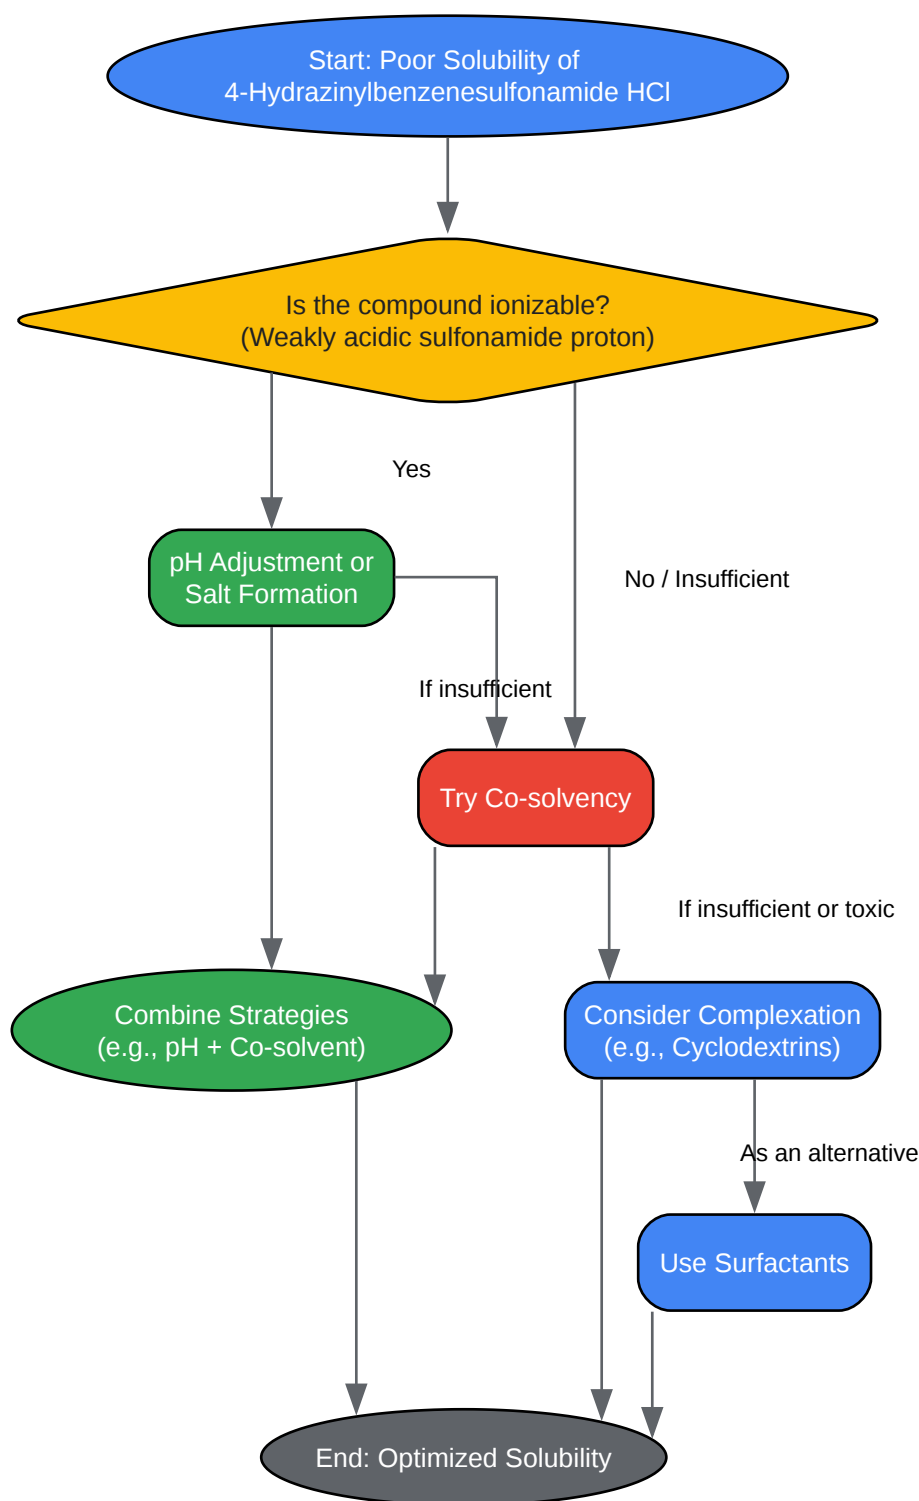 Start: Poor Solubility of
4-Hydrazinylbenzenesulfonamide HCl
Is the compound ionizable?
(Weakly acidic sulfonamide proton)
Yes
pH Adjustment or
Salt Formation
No / Insufficient
If insufficient
Try Co-solvency
If insufficient or toxic
Combine Strategies
(e.g., pH + Co-solvent)
Consider Complexation
(e.g., Cyclodextrins)
As an alternative
Use Surfactants
End: Optimized Solubility